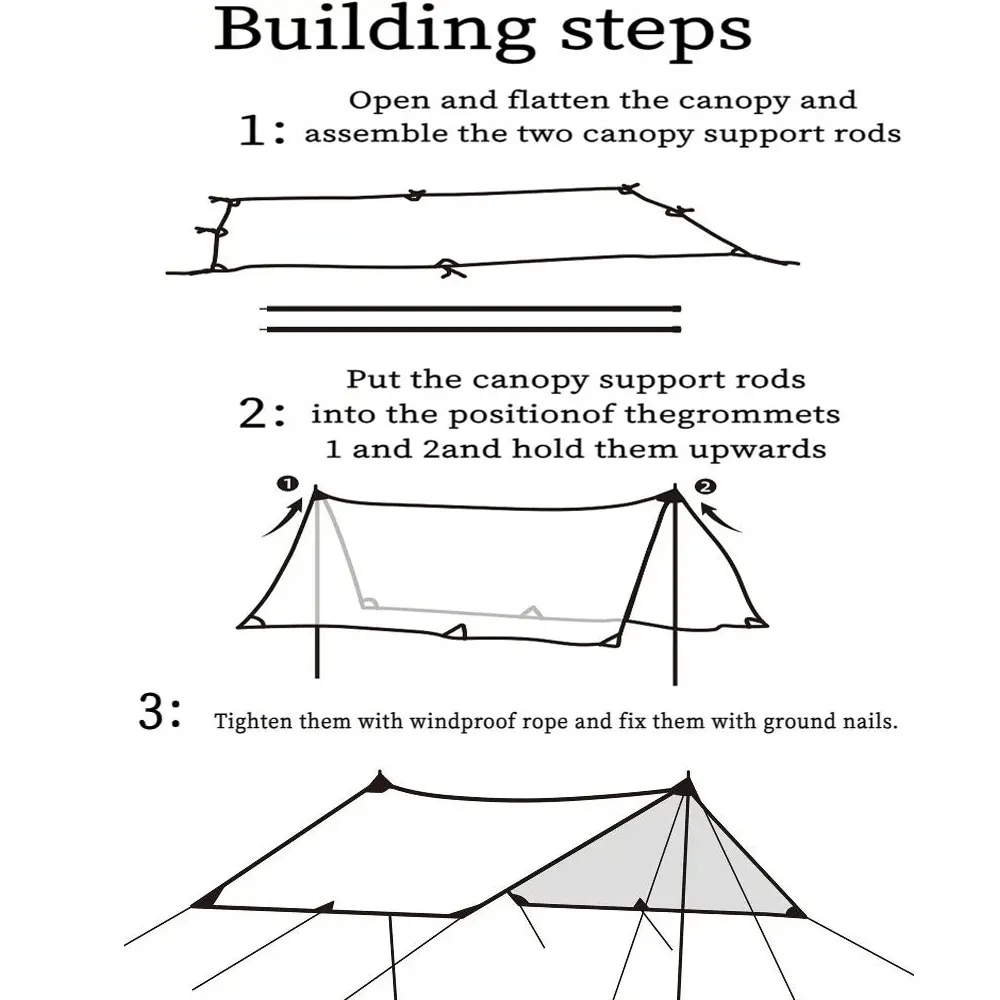 Building steps
Open and flatten the canopy and
1: assemble the two canopy support rods
Put the canopy support rods
2: into the positionof thegrommets
1 and 2and hold them upwards
1
2
3: Tighten them with windproof rope and fix them with ground nails.